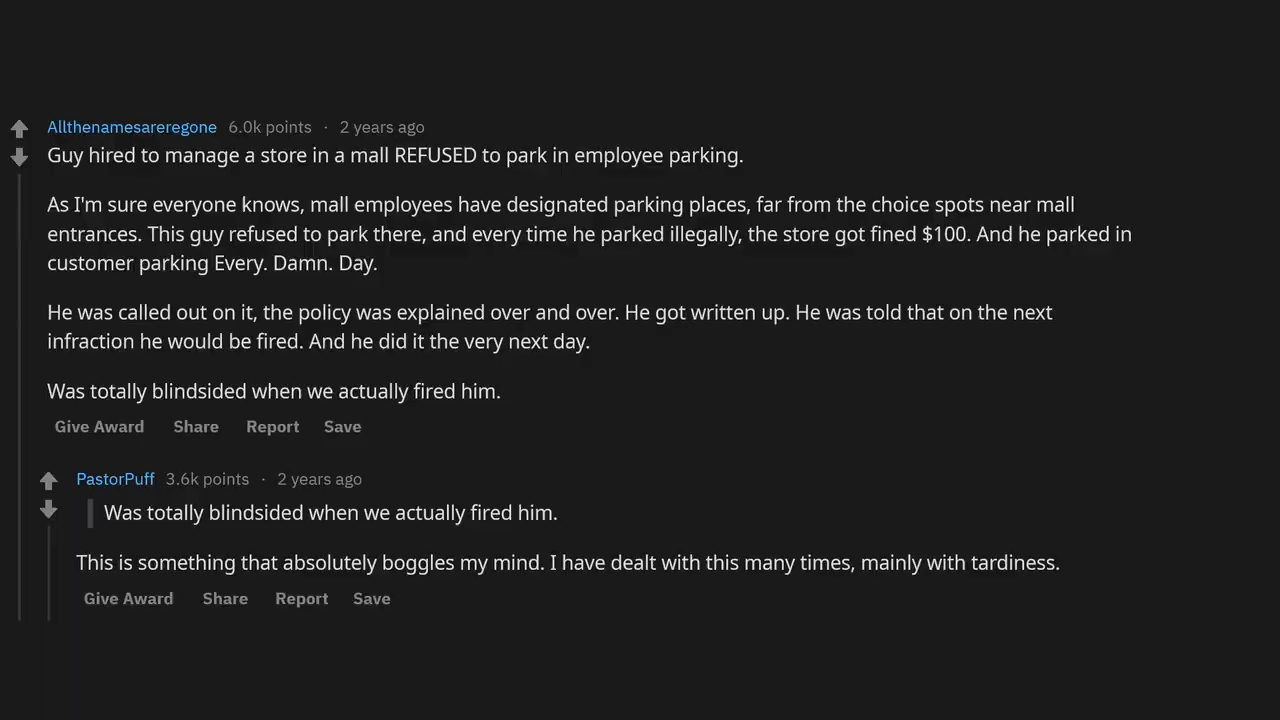 Allthenamesareregone 6.0k points · 2 years ago
Guy hired to manage a store in a mall REFUSED to park in employee parking.
As I'm sure everyone knows, mall employees have designated parking places, far from the choice spots near mall
entrances. This guy refused to park there, and every time he parked illegally, the store got fined $100. And he parked in
customer parking Every. Damn. Day.
He was called out on it, the policy was explained over and over. He got written up. He was told that on the next
infraction he would be fired. And he did it the very next day.
Was totally blindsided when we actually fired him.
Give Award Share Report Save
PastorPuff 3.6k points · 2 years ago
Was totally blindsided when we actually fired him.
This is something that absolutely boggles my mind. I have dealt with this many times, mainly with tardiness.
Give Award Share Report Save